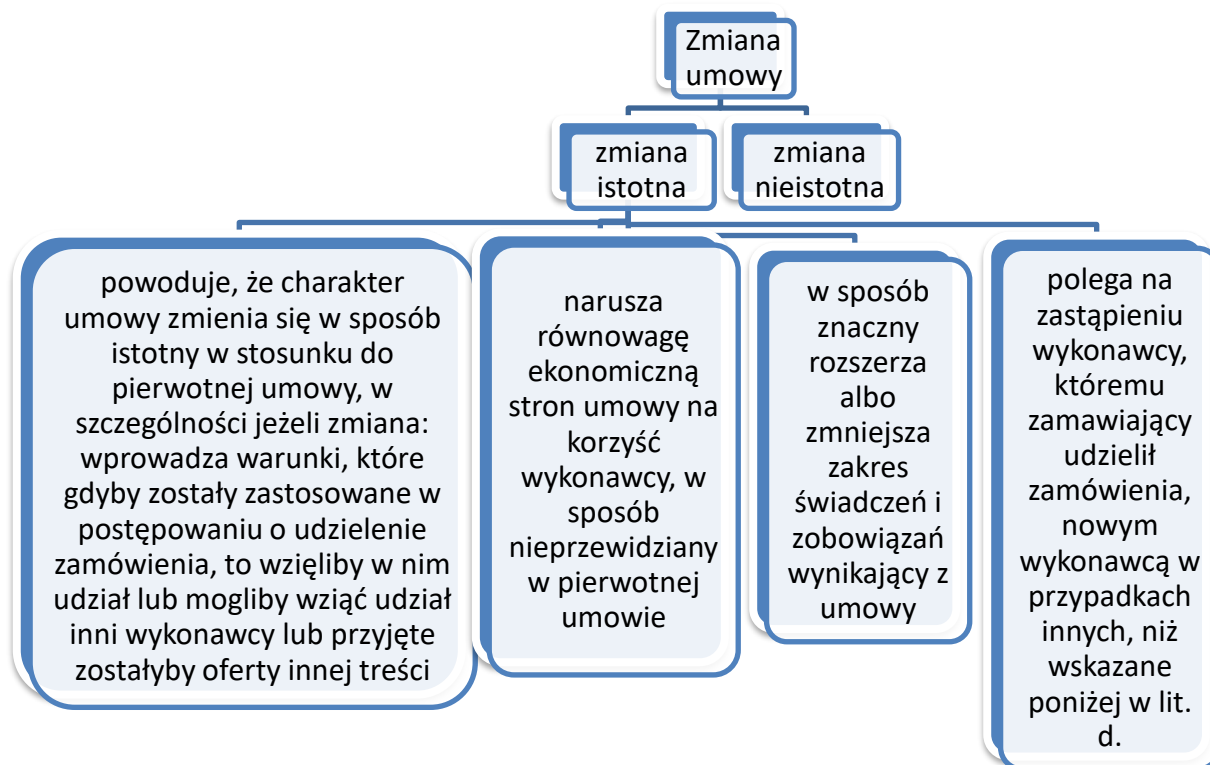 Zmiana
umowy
zmiana
istotna
zmiana
nieistotna
powoduje, że charakter
umowy zmienia się w sposób
istotny w stosunku do
pierwotnej umowy, w
szczególności jeżeli zmiana:
wprowadza warunki, które
gdyby zostały zastosowane w
postępowaniu o udzielenie
zamówienia, to wzięliby w nim
udział lub mogliby wziąć udział
inni wykonawcy lub przyjęte
zostałyby oferty innej treści
narusza
równowagę
ekonomiczną
stron umowy na
korzyść
wykonawcy, w
sposób
nieprzewidziany
w pierwotnej
umowie
w sposób
znaczny
rozszerza
albo
zmniejsza
zakres
świadczeń i
zobowiązań
wynikający z
umowy
polega na
zastąpieniu
wykonawcy,
któremu
zamawiający
udzielił
zamówienia,
nowym
wykonawcą w
przypadkach
innych, niż
wskazane
poniżej w lit.
d.